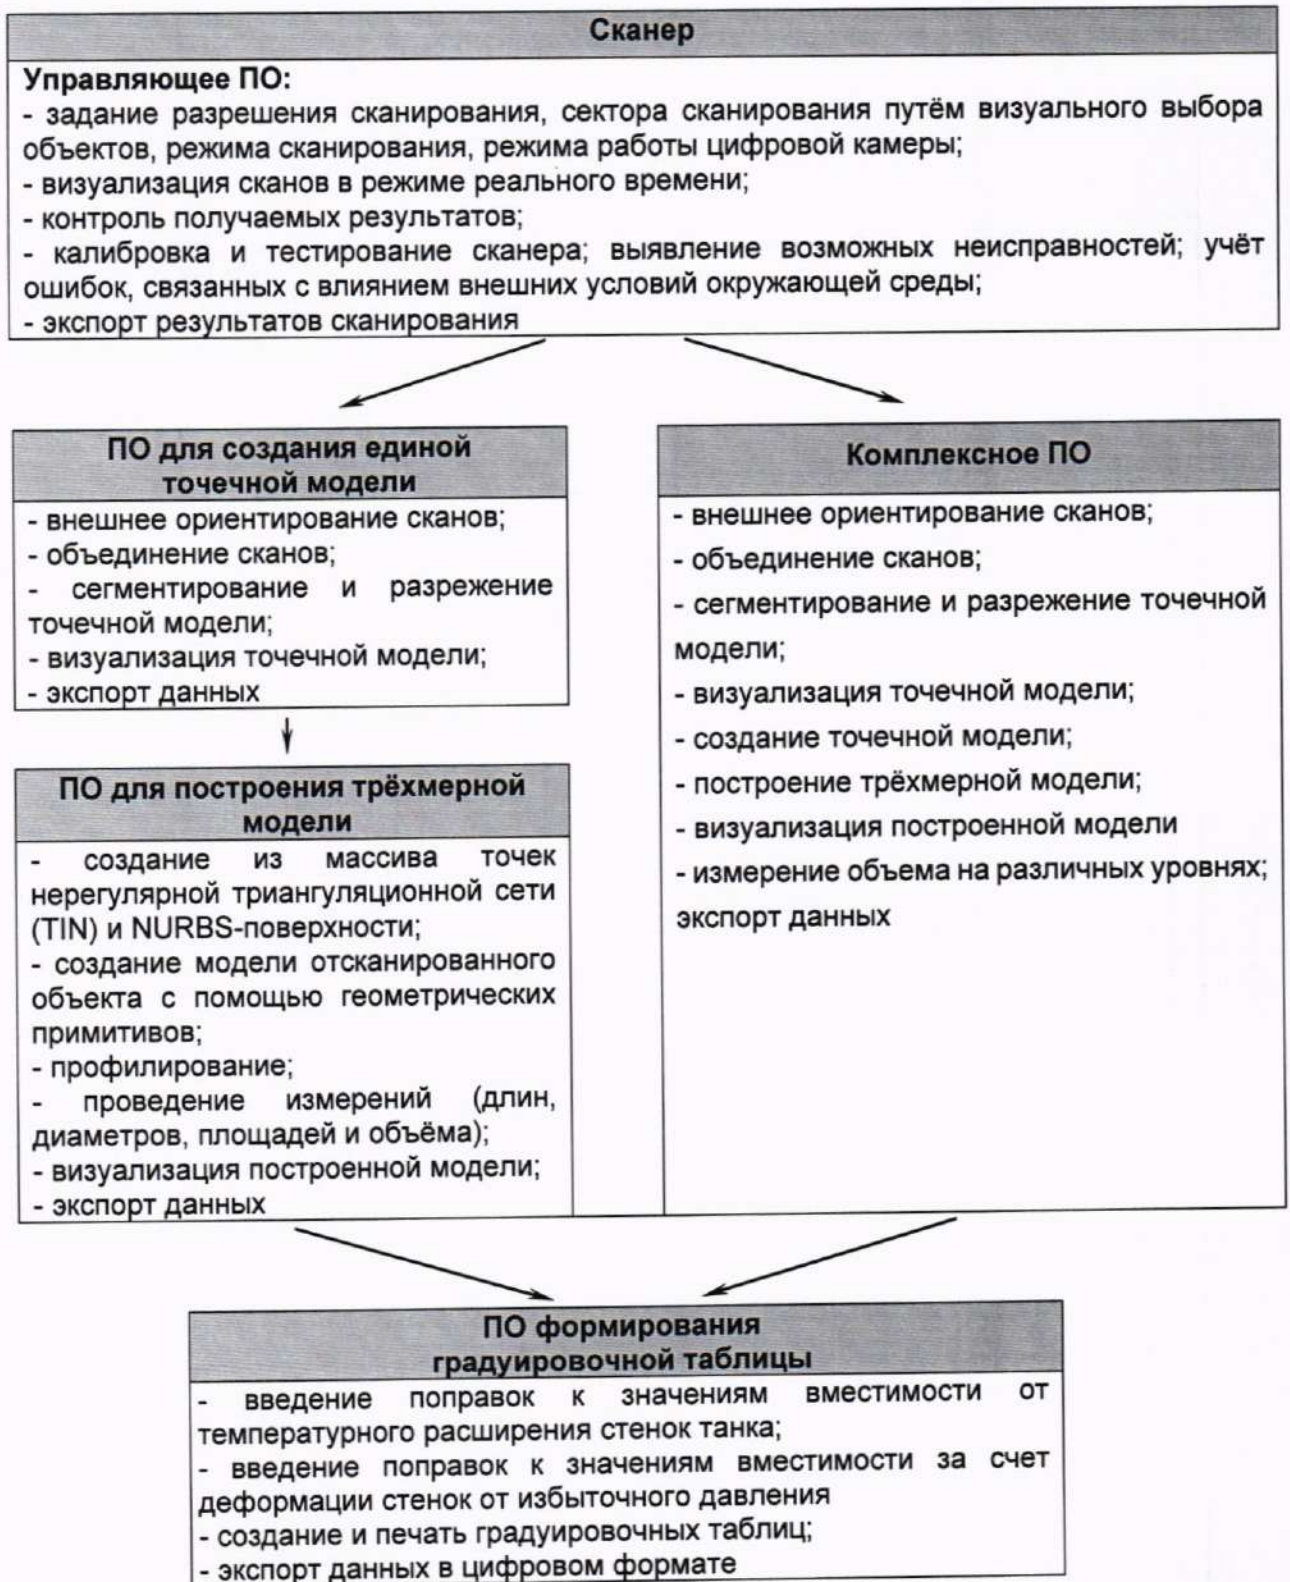 Сканер
Управляющее ПО:
- задание разрешения сканирования, сектора сканирования путём визуального выбора
объектов, режима сканирования, режима работы цифровой камеры;
- визуализация сканов в режиме реального времени;
- контроль получаемых результатов;
- калибровка и тестирование сканера; выявление возможных неисправностей; учёт
ошибок, связанных с влиянием внешних условий окружающей среды;
- экспорт результатов сканирования
ПО для создания единой
точечной модели
- внешнее ориентирование сканов;
- объединение сканов;
- сегментирование и разрежение
точечной модели;
- визуализация точечной модели;
- экспорт данных
ПО для построения трёхмерной
модели
- создание из массива точек
нерегулярной триангуляционной сети
(TIN) и NURBS-поверхности;
- создание модели отсканированного
объекта с помощью геометрических
примитивов;
- профилирование;
- проведение измерений (длин,
диаметров, площадей и объёма);
- визуализация построенной модели;
- экспорт данных
Комплексное ПО
- внешнее ориентирование сканов;
- объединение сканов;
- сегментирование и разрежение точечной
модели;
- визуализация точечной модели;
- создание точечной модели;
- построение трёхмерной модели;
- визуализация построенной модели
- измерение объема на различных уровнях;
экспорт данных
ПО формирования
градуировочной таблицы
- введение поправок к значениям вместимости от
температурного расширения стенок танка;
- введение поправок к значениям вместимости за счет
деформации стенок от избыточного давления
- создание и печать градуировочных таблиц;
- экспорт данных в цифровом формате